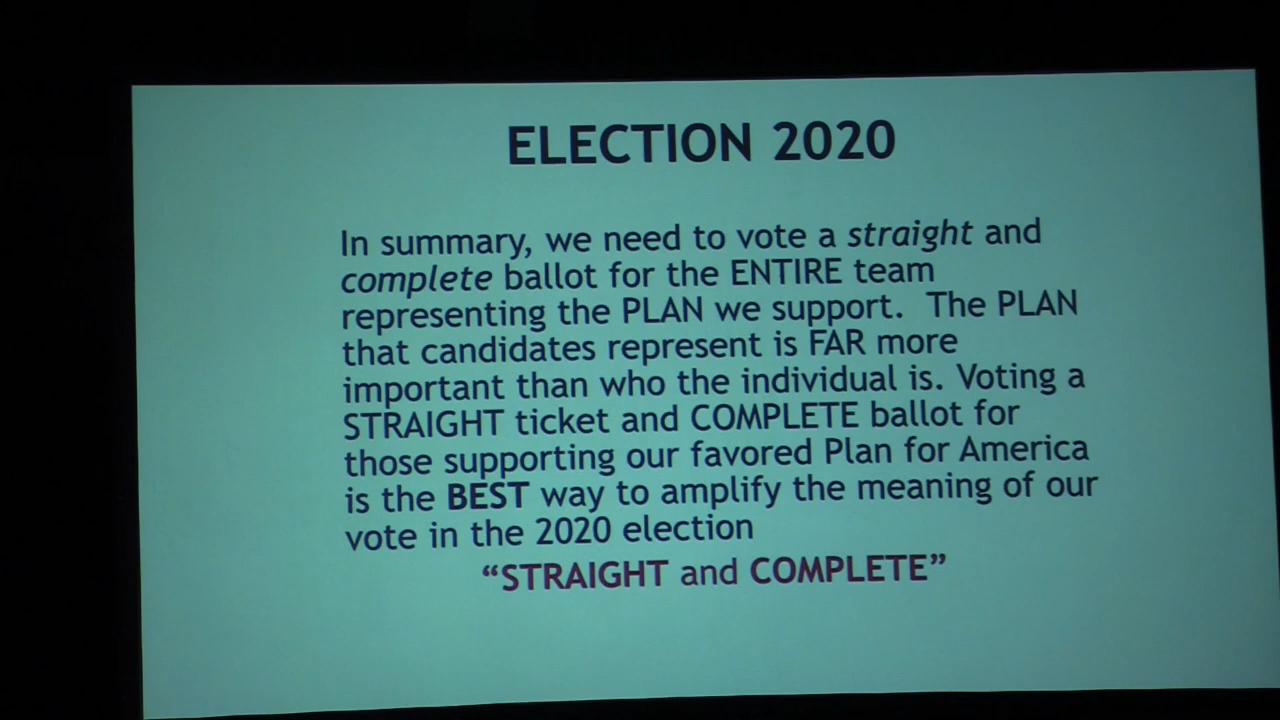 ELECTION 2020
In summary, we need to vote a straight and
complete ballot for the ENTIRE team
representing the PLAN we support. The PLAN
that candidates represent is FAR more
important than who the individual is. Voting a
STRAIGHT ticket and COMPLETE ballot for
those supporting our favored Plan for America
is the BEST way to amplify the meaning of our
vote in the 2020 election
“STRAIGHT and COMPLETE”